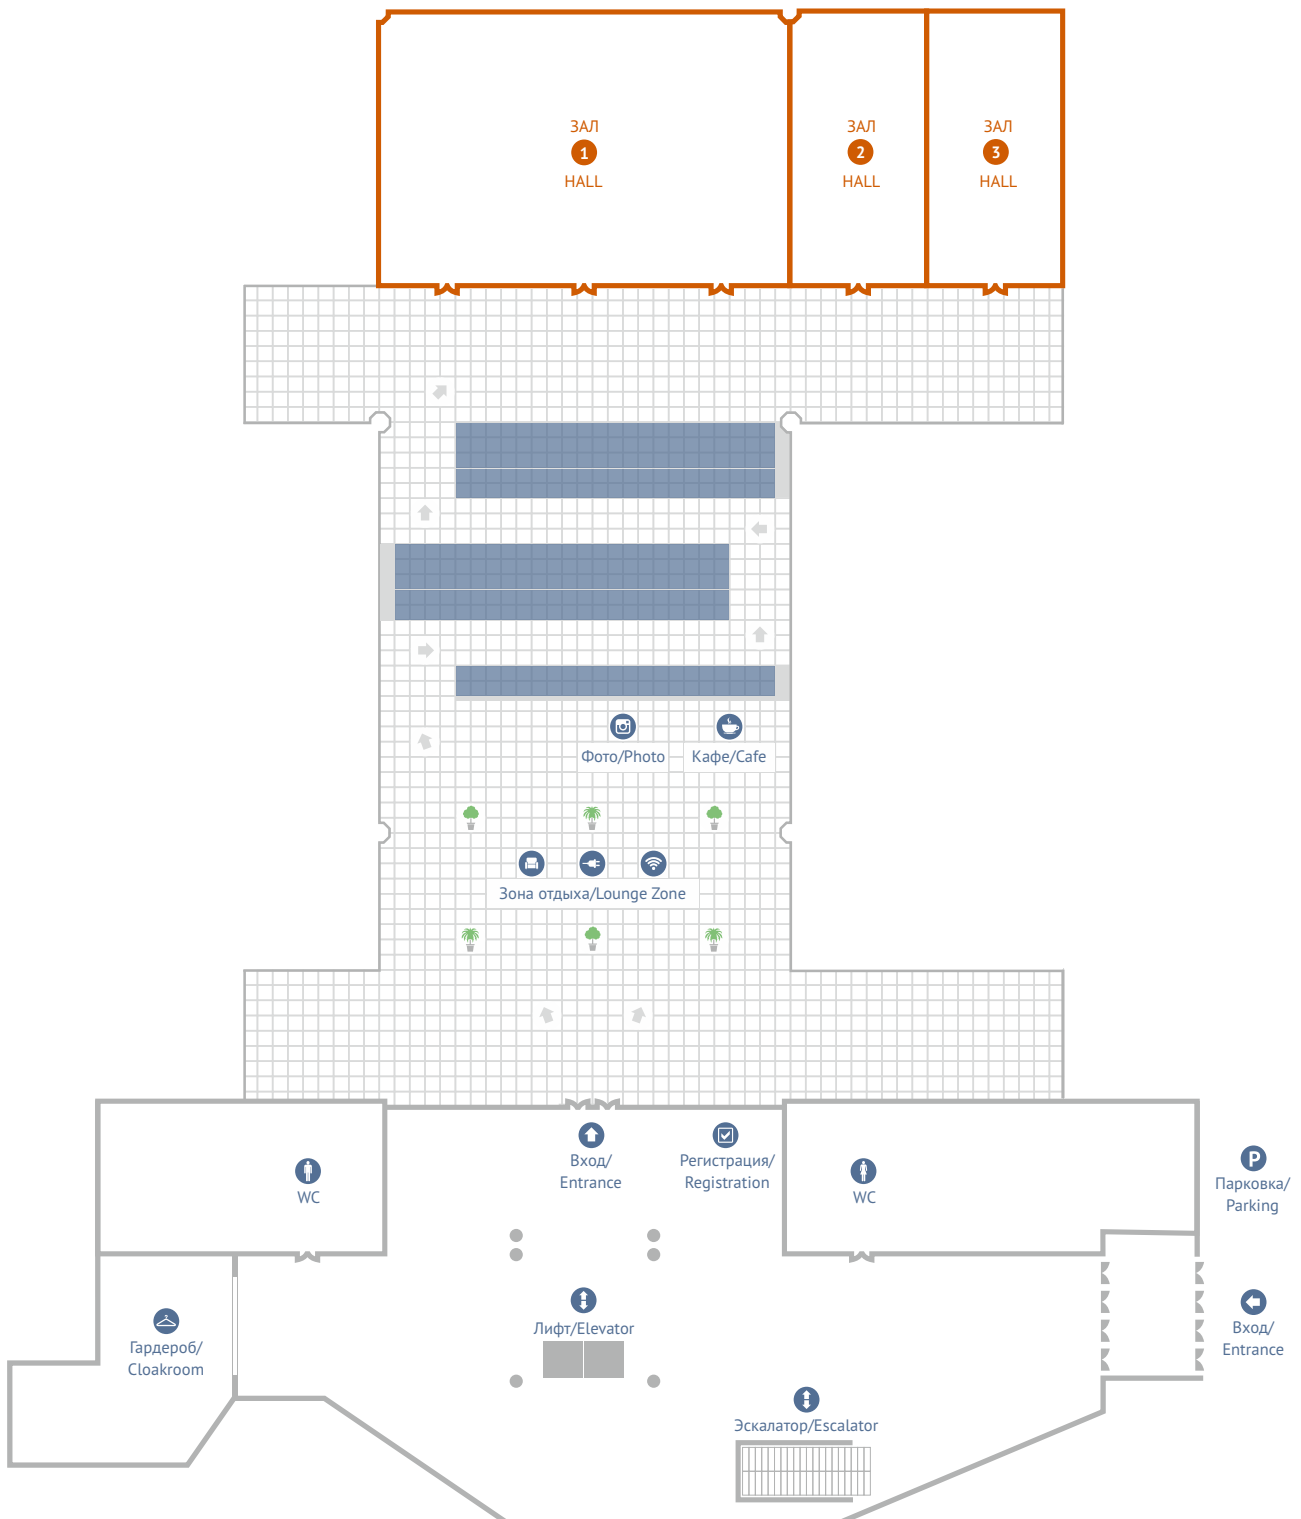 ЗАЛ
1
HALL
ЗАЛ
2
HALL
ЗАЛ
3
HALL
Фото/Photo
Кафе/Cafe
Зона отдыха/Lounge Zone
Вход/
Entrance
Регистрация/
Registration
WC
WC
P
Парковка/
Parking
Лифт/Elevator
Гардероб/
Cloakroom
Вход/
Entrance
Эскалатор/Escalator